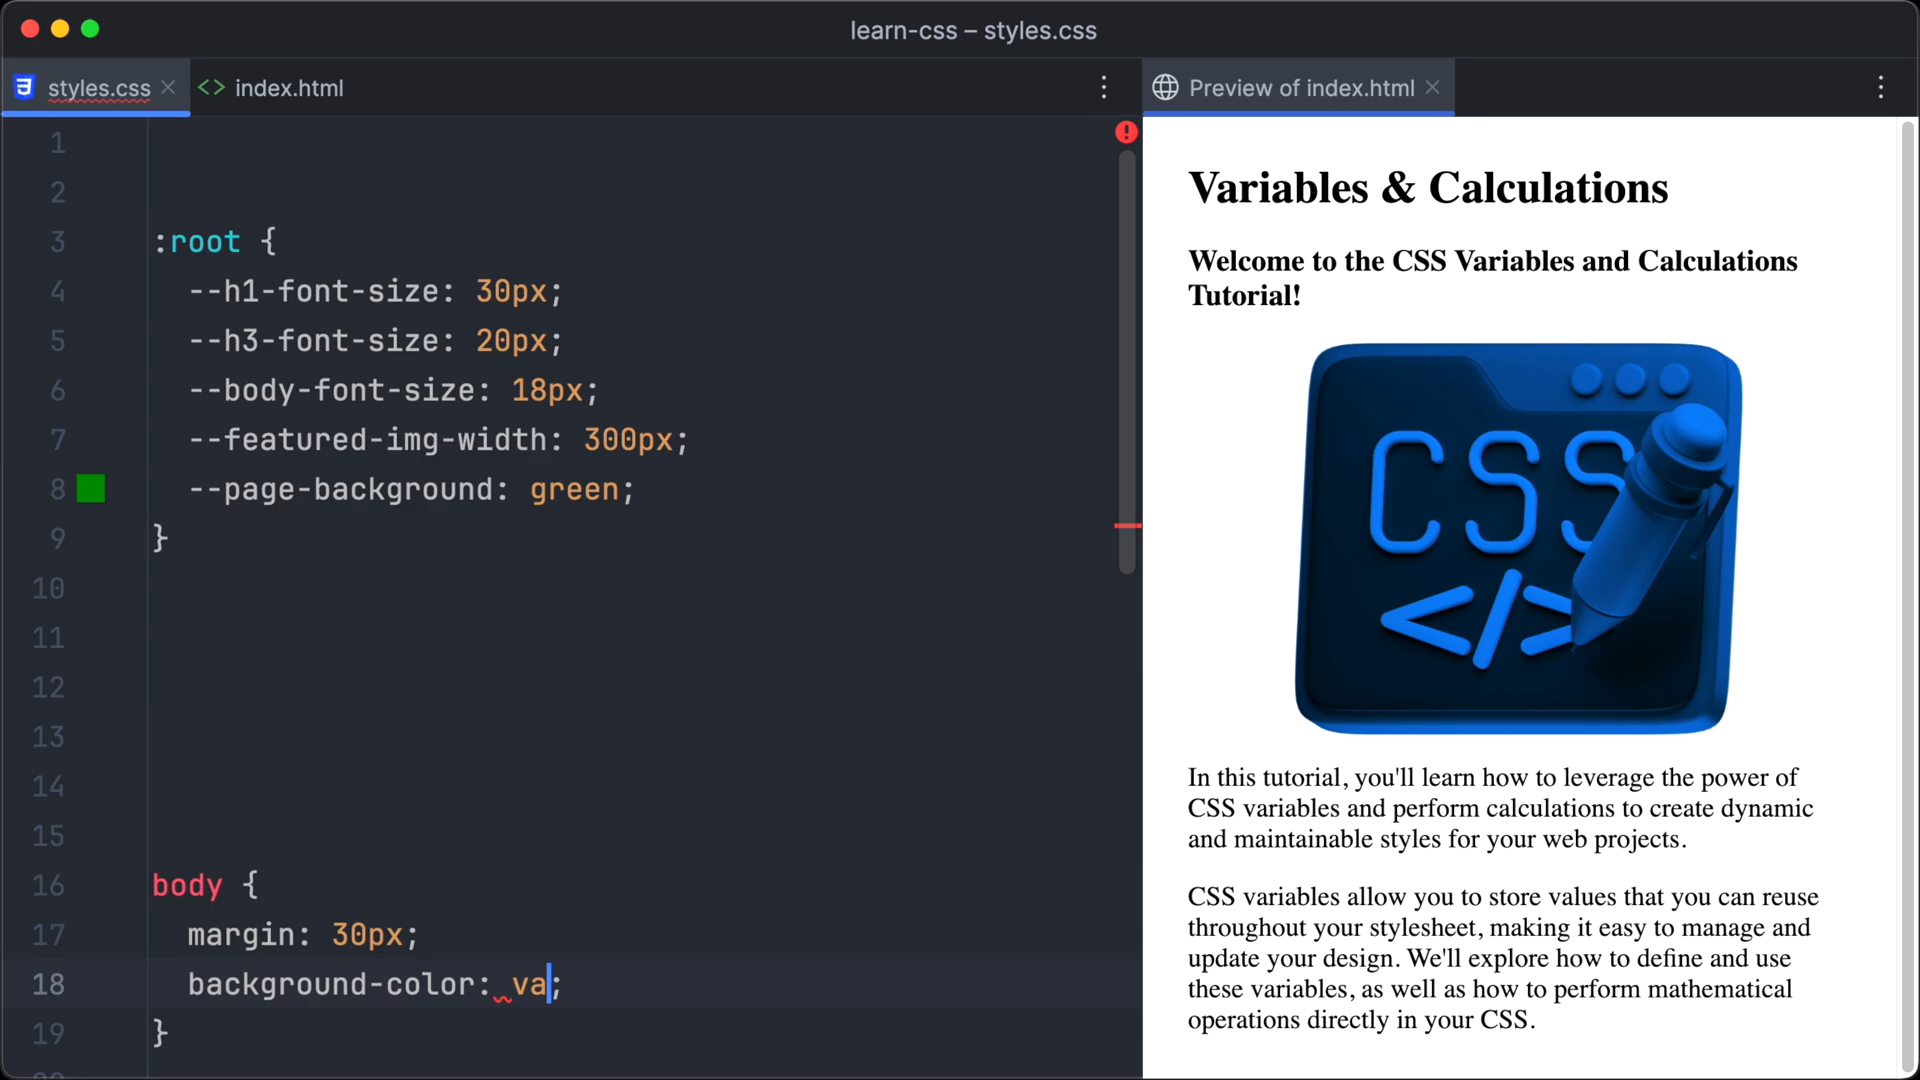 learn-css – styles.css
styles.css
index.html
Preview of index.html
1
2
3 :root {
4 --h1-font-size: 30px;
5 --h3-font-size: 20px;
6 --body-font-size: 18px;
7 --featured-img-width: 300px;
8 --page-background: green;
9 }
10
11
12
13
14
15
16 body {
17 margin: 30px;
18 background-color: va;
19 }
Variables & Calculations
Welcome to the CSS Variables and Calculations
Tutorial!
CSS
</>
In this tutorial, you'll learn how to leverage the power of
CSS variables and perform calculations to create dynamic
and maintainable styles for your web projects.
CSS variables allow you to store values that you can reuse
throughout your stylesheet, making it easy to manage and
update your design. We'll explore how to define and use
these variables, as well as how to perform mathematical
operations directly in your CSS.